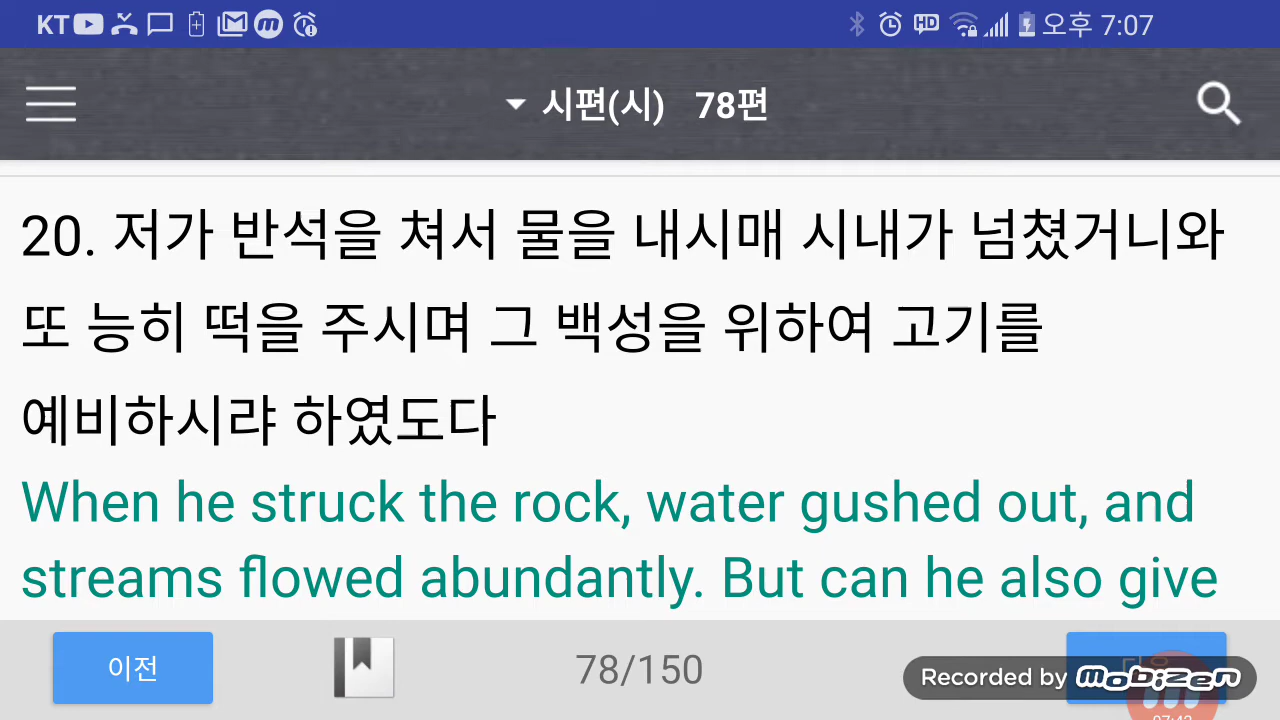 KT 오후 7:07
시편(시) 78편
20. 저가 반석을 쳐서 물을 내시매 시내가 넘쳤거니와
또 능히 떡을 주시며 그 백성을 위하여 고기를
예비하시랴 하였도다
When he struck the rock, water gushed out, and
streams flowed abundantly. But can he also give
이전 78/150
Recorded by mobizen